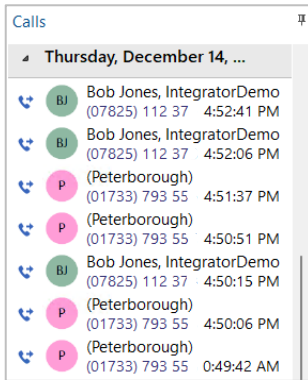 Calls
Thursday, December 14, ...
BJ
Bob Jones, IntegratorDemo
(07825) 112 37 4:52:41 PM
BJ
Bob Jones, IntegratorDemo
(07825) 112 37 4:52:06 PM
P
(Peterborough)
(01733) 793 55 4:51:37 PM
P
(Peterborough)
(01733) 793 55 4:50:51 PM
BJ
Bob Jones, IntegratorDemo
(07825) 112 37 4:50:15 PM
P
(Peterborough)
(01733) 793 55 4:50:06 PM
P
(Peterborough)
(01733) 793 55 0:49:42 AM